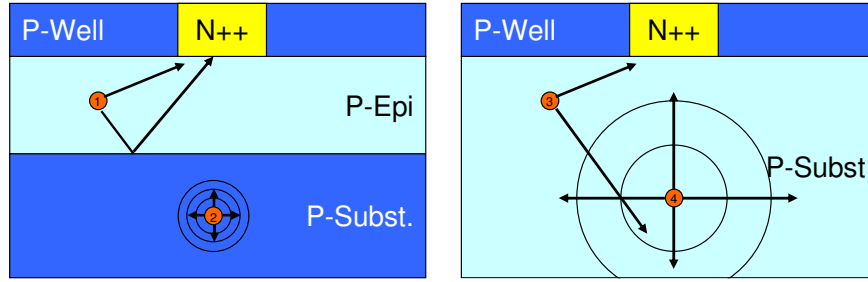 P-Well N++
P-Well N++
1
3
P-Epi
P-Subst
2
P-Subst.
4